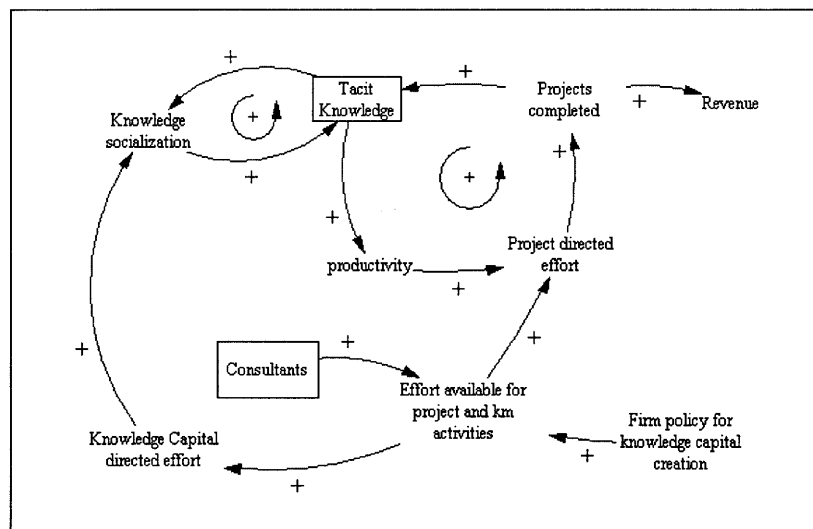 +
+
Tacit
Knowledge
Projects
completed
+
Revenue
Knowledge
socialization
+
+
+
+
+
productivity
+
Project directed
effort
+
+
+
Consultants
Effort available for
project and km
activities
Firm policy for
knowledge capital
creation
Knowledge Capital
directed effort
+
+